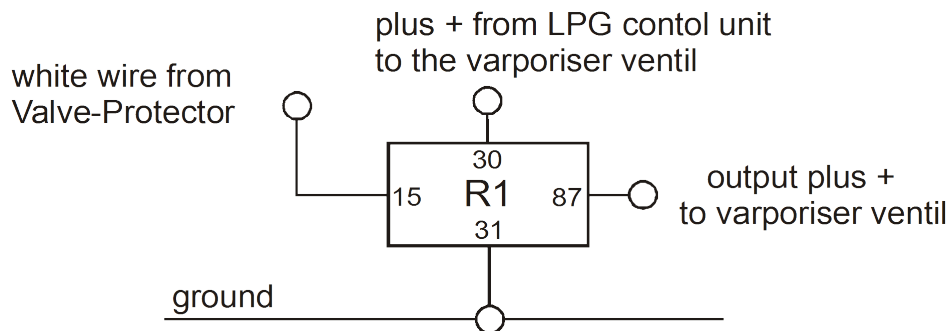 plus + from LPG contol unit
to the varporiser ventil
white wire from
Valve-Protector
30
15
R1
87
31
output plus +
to varporiser ventil
ground